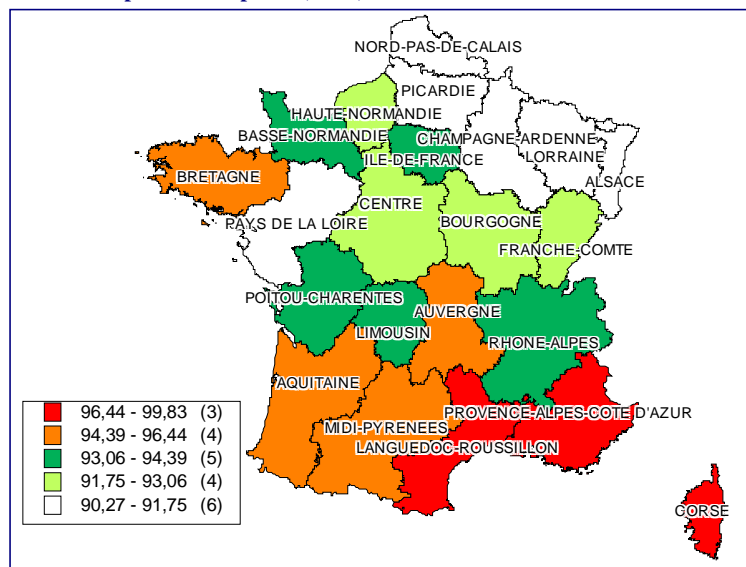 NORD-PAS-DE-CALAIS
PICARDIE
HAUTE-NORMANDIE
BASSE-NORMANDIE
CHAMPAGNE-ARDENNE
ILE-DE-FRANCE
LORRAINE
ALSACE
BRETAGNE
CENTRE
PAYS DE LA LOIRE
BOURGOGNE
FRANCHE-COMTE
POITOU-CHARENTES
AUVERGNE
LIMOUSIN
RHONE-ALPES
AQUITAINE
PROVENCE-ALPES-COTE D'AZUR
MIDI-PYRENEES
LANGUEDOC-ROUSSILLON
CORSE
96,44 - 99,83 (3)
94,39 - 96,44 (4)
93,06 - 94,39 (5)
91,75 - 93,06 (4)
90,27 - 91,75 (6)